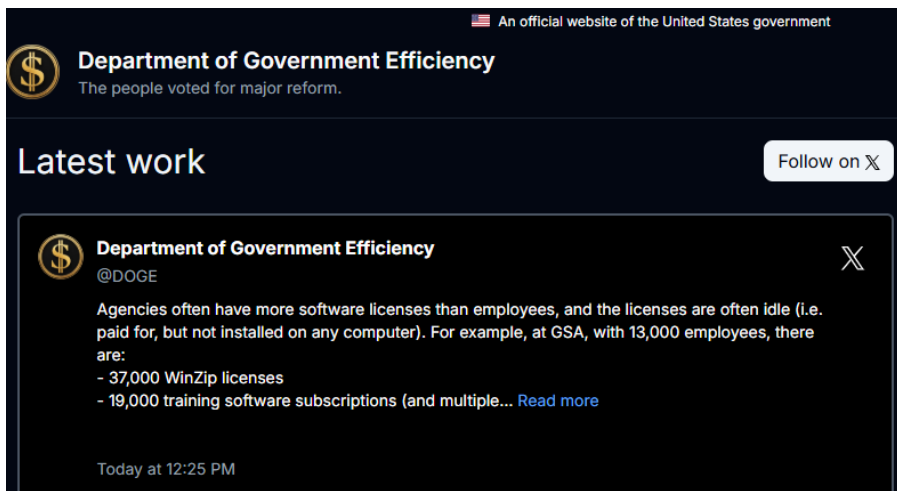 An official website of the United States government
Department of Government Efficiency
The people voted for major reform.
Latest work
Follow on 𝕏
Department of Government Efficiency
@DOGE
Agencies often have more software licenses than employees, and the licenses are often idle (i.e.
paid for, but not installed on any computer). For example, at GSA, with 13,000 employees, there
are:
- 37,000 WinZip licenses
- 19,000 training software subscriptions (and multiple... Read more
Today at 12:25 PM